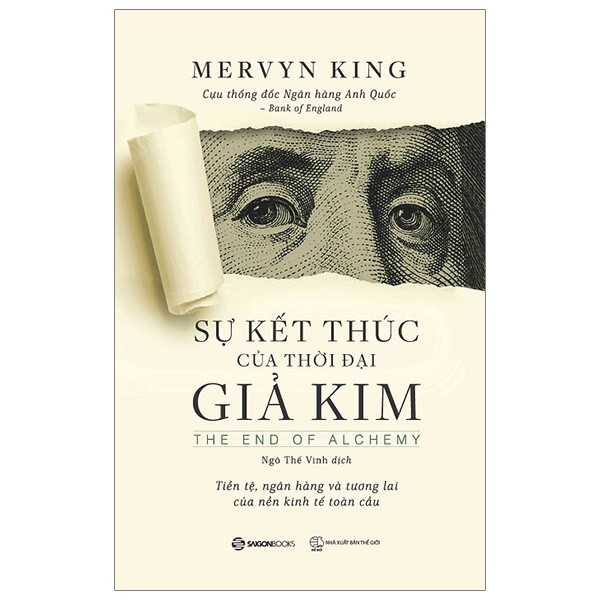 MERVYN KING
Cựu thống đốc Ngân hàng Anh Quốc
– Bank of England
SỰ KẾT THÚC
CỦA THỜI ĐẠI
GIẢ KIM
THE END OF ALCHEMY
Ngô Thế Vinh dịch
Tiền tệ, ngân hàng và tương lai
của nền kinh tế toàn cầu
SAIGONBOOKS
NHÀ XUẤT BẢN THẾ GIỚI